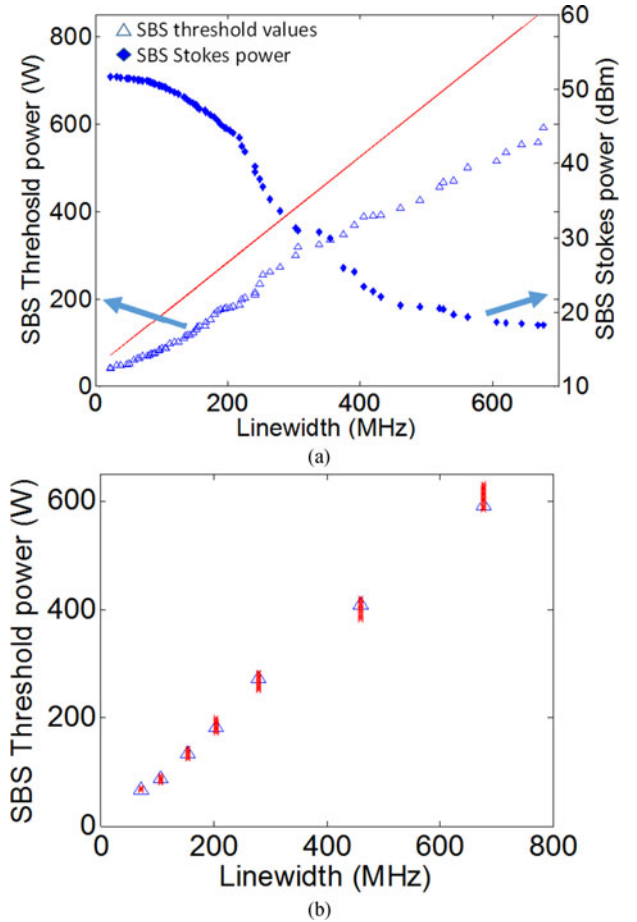 SBS threshold values
SBS Stokes power
SBS Threhosld power (W)
800
600
400
200
0
60
50
40
30
20
10
SBS Stokes power (dBm)
0 200 400 600
Linewidth (MHz)
(a)
SBS Threshold power (W)
600
400
200
0
0 200 400 600 800
Linewidth (MHz)
(b)